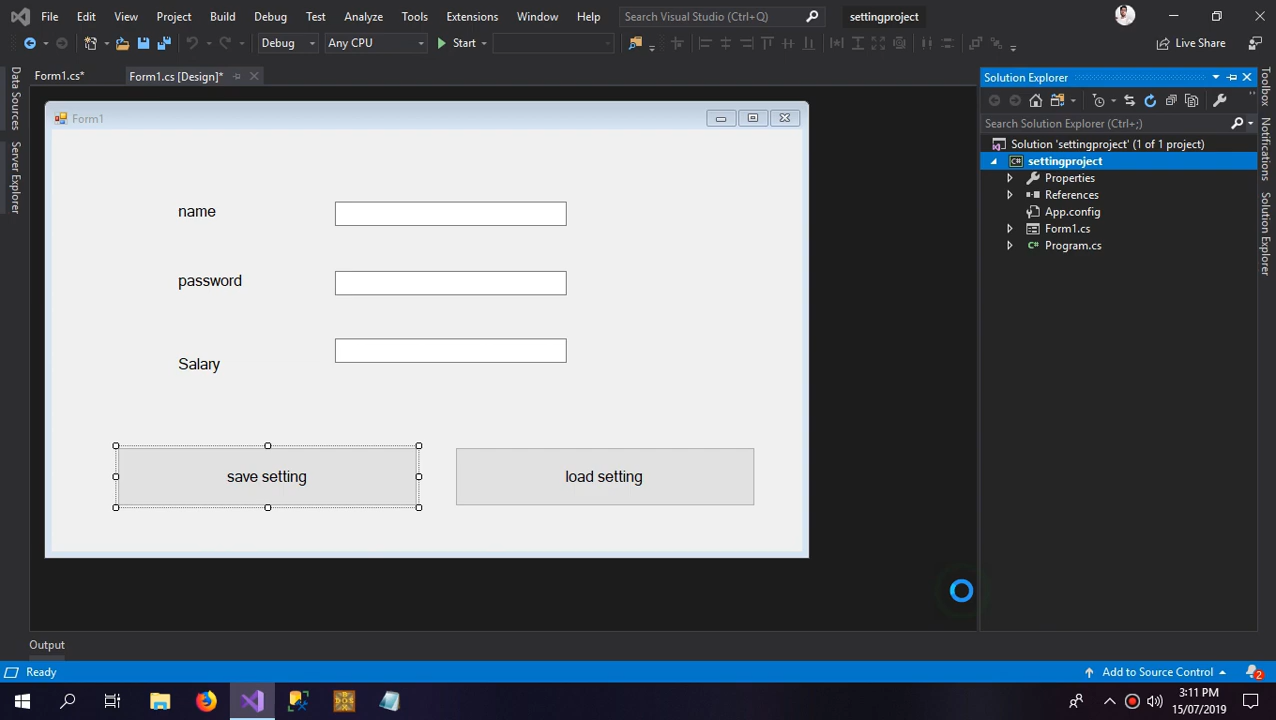 File Edit View Project Build Debug Test Analyze Tools Extensions Window Help Search Visual Studio (Ctrl+Q) settingproject
Debug Any CPU Start Live Share
Form1.cs* Form1.cs [Design]*
Data Sources
Server Explorer
Form1
name
password
Salary
save setting load setting
Output
Solution Explorer
Search Solution Explorer (Ctrl+;)
Solution 'settingproject' (1 of 1 project)
C# settingproject
Properties
References
App.config
Form1.cs
C# Program.cs
Toolbox
Notifications
Solution Explorer
Ready Add to Source Control 2
DOS
3:11 PM
15/07/2019